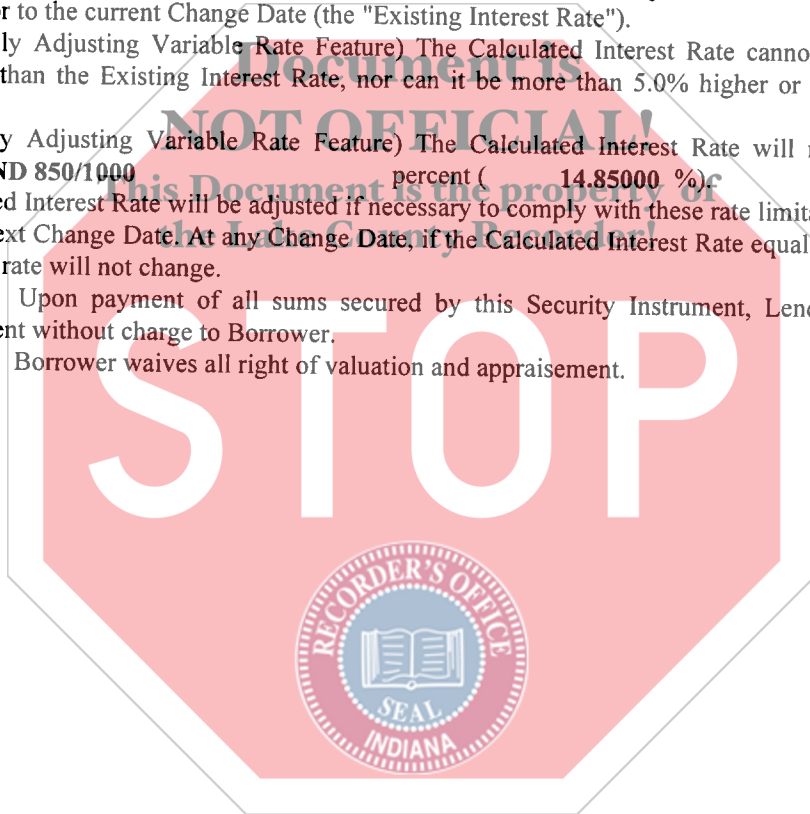 r to the current Change Date (the "Existing Interest Rate").
ly Adjusting Variable Rate Feature) The Calculated Interest Rate canno
than the Existing Interest Rate, nor can it be more than 5.0% higher or
Document is
y Adjusting Variable Rate Feature) The Calculated Interest Rate will
NOT OFFICIAL!
ND 850/1000 percent ( 14.85000 %).
This Document is the property of
ed Interest Rate will be adjusted if necessary to comply with these rate limita
ext Change Date. At any Change Date, if the Calculated Interest Rate equal
the Lake County Recorder!
rate will not change.
Upon payment of all sums secured by this Security Instrument, Lend
ent without charge to Borrower.
Borrower waives all right of valuation and appraisement.
STOP
RECORDER'S OFFICE
SEAL
INDIANA